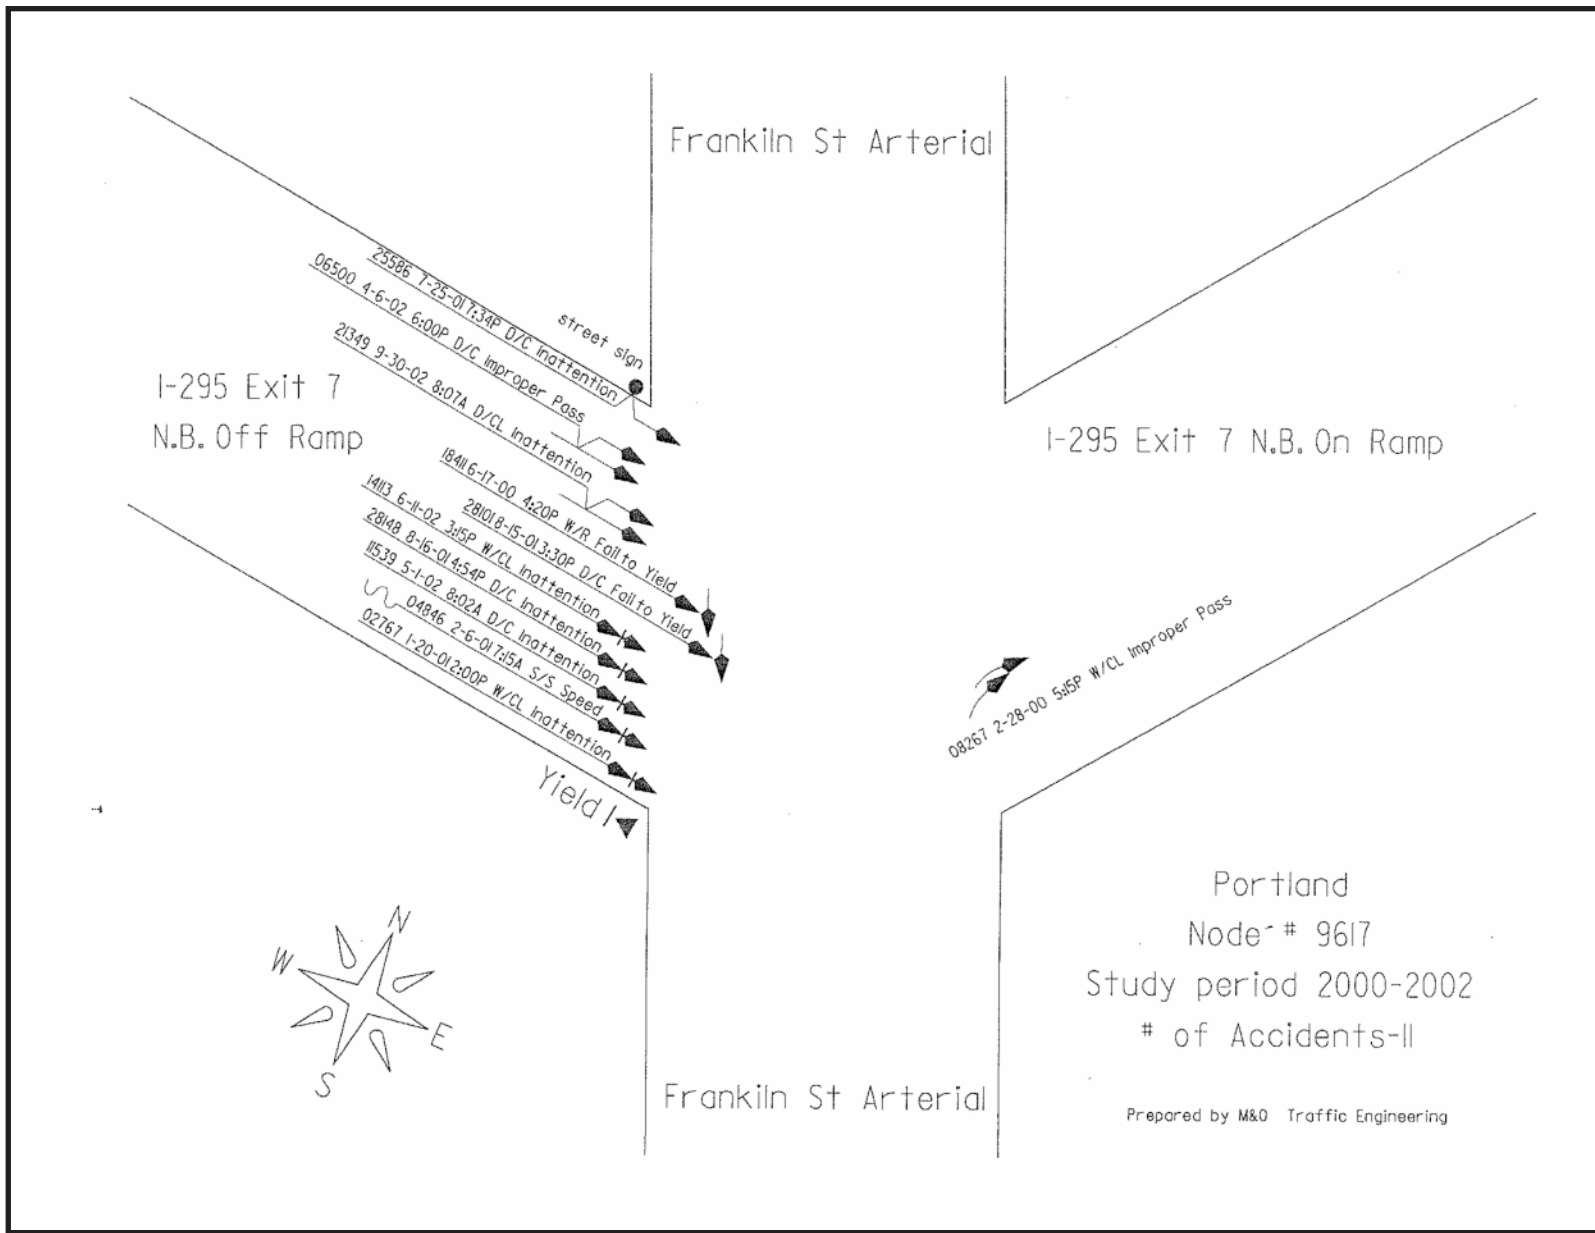 Frankiln St Arterial
25586 7-25-01 7:34P D/C Inattention
street sign
06500 4-6-02 6:00P D/C Improper Pass
21349 9-30-02 8:07A D/CL Inattention
I-295 Exit 7
N.B. Off Ramp
I-295 Exit 7 N.B. On Ramp
18411 6-17-00 4:20P W/R Fail to Yield
28101 8-15-01 3:30P D/C Fail to Yield
14113 6-11-02 3:15P W/CL Inattention
28148 8-16-01 4:54P D/C Inattention
11539 5-1-02 8:02A D/C Inattention
04846 2-6-01 7:15A S/S Speed
02767 1-20-01 2:00P W/CL Inattention
08267 2-28-00 5:15P W/CL Improper Pass
Yield
N
W
E
S
Portland
Node # 9617
Study period 2000-2002
# of Accidents-11
Frankiln St Arterial
Prepared by M&O Traffic Engineering